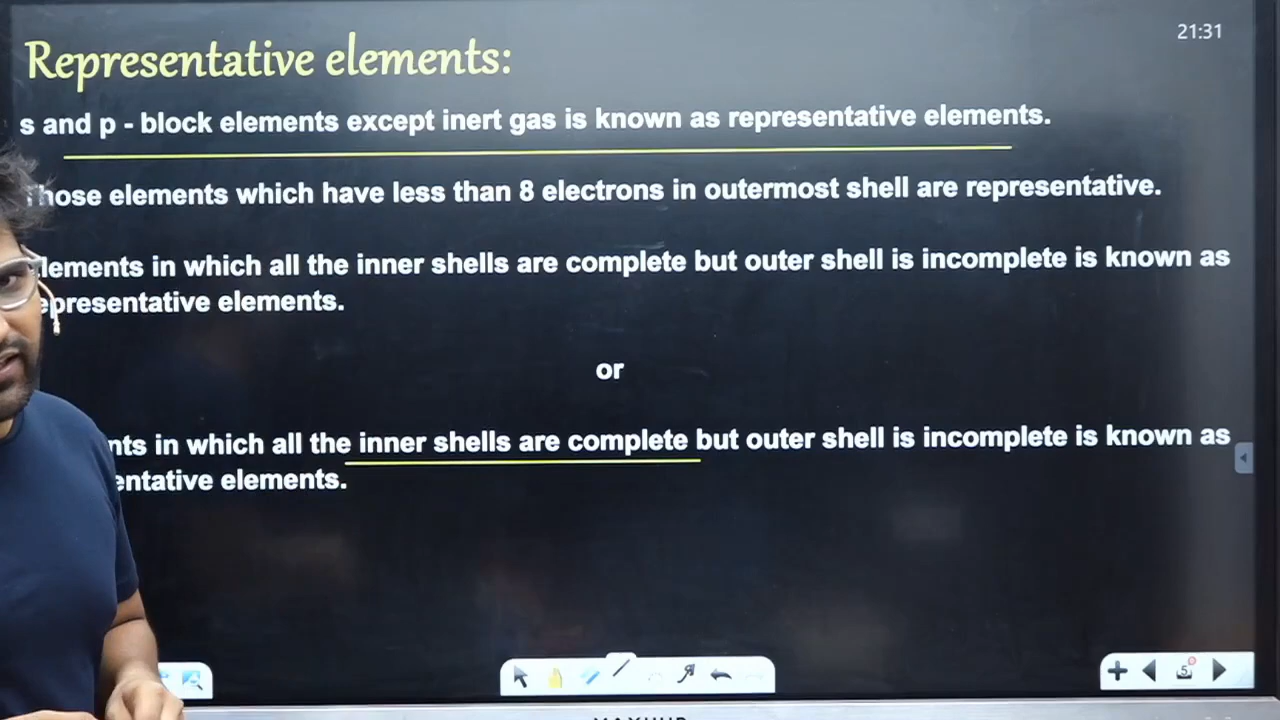 21:31
Representative elements:
s and p - block elements except inert gas is known as representative elements.
hose elements which have less than 8 electrons in outermost shell are representative.
lements in which all the inner shells are complete but outer shell is incomplete is known as
epresentative elements.
or
nts in which all the inner shells are complete but outer shell is incomplete is known as
entative elements.
5